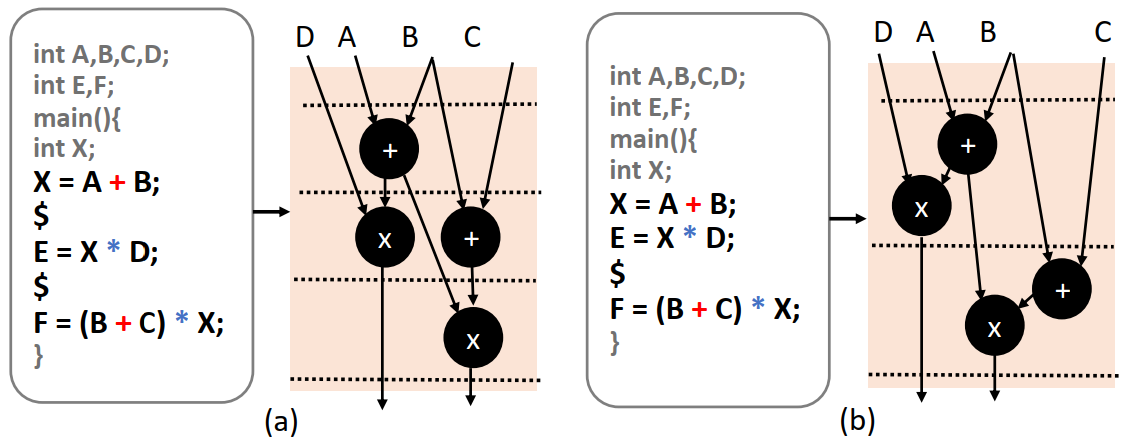 int A,B,C,D;
int E,F;
main(){
int X;
X = A + B;
$
E = X * D;
$
F = (B + C) * X;
}
D A B C
+
x +
x
(a)
int A,B,C,D;
int E,F;
main(){
int X;
X = A + B;
E = X * D;
$
F = (B + C) * X;
}
D A B C
+
x
+
x
(b)